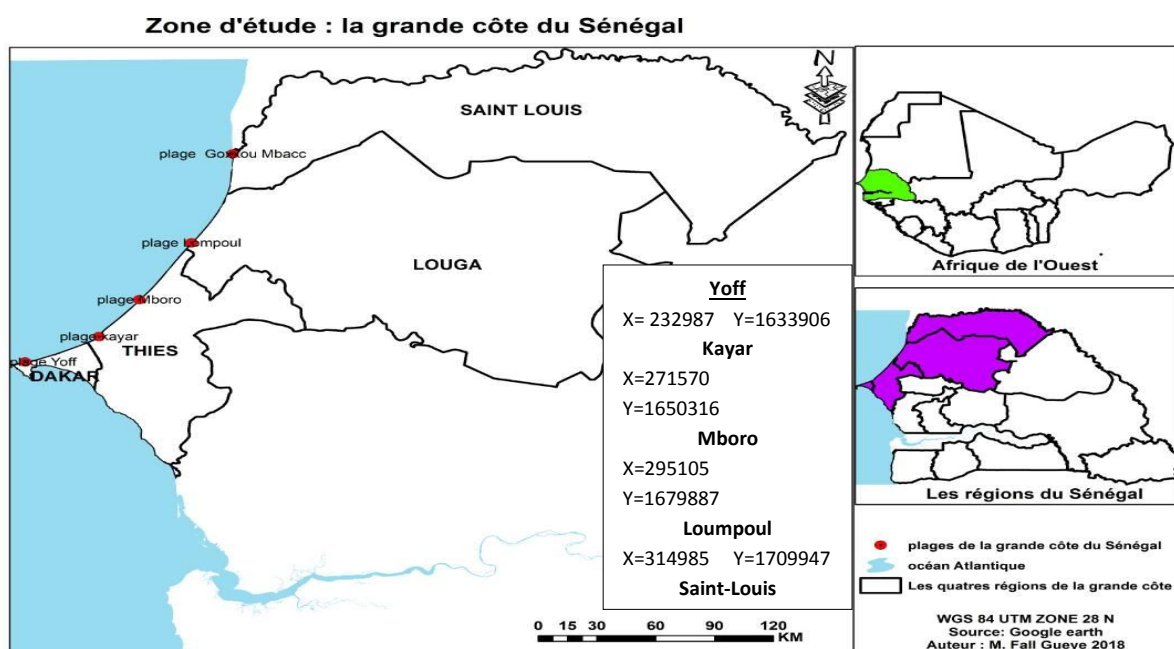 Zone d'étude : la grande côte du Sénégal
N
SAINT LOUIS
plage Goxtou Mbacc
plage Lompoul
LOUGA
plage Mboro
plage kayar
THIES
plage Yoff
DAKAR
Yoff
X= 232987 Y=1633906
Kayar
X=271570
Y=1650316
Mboro
X=295105
Y=1679887
Loumpoul
X=314985 Y=1709947
Saint-Louis
0 15 30 60 90 120
KM
Afrique de l'Ouest
Les régions du Sénégal
plages de la grande côte du Sénégal
océan Atlantique
Les quatres régions de la grande côte
WGS 84 UTM ZONE 28 N
Source: Google earth
Auteur : M. Fall Gueye 2018